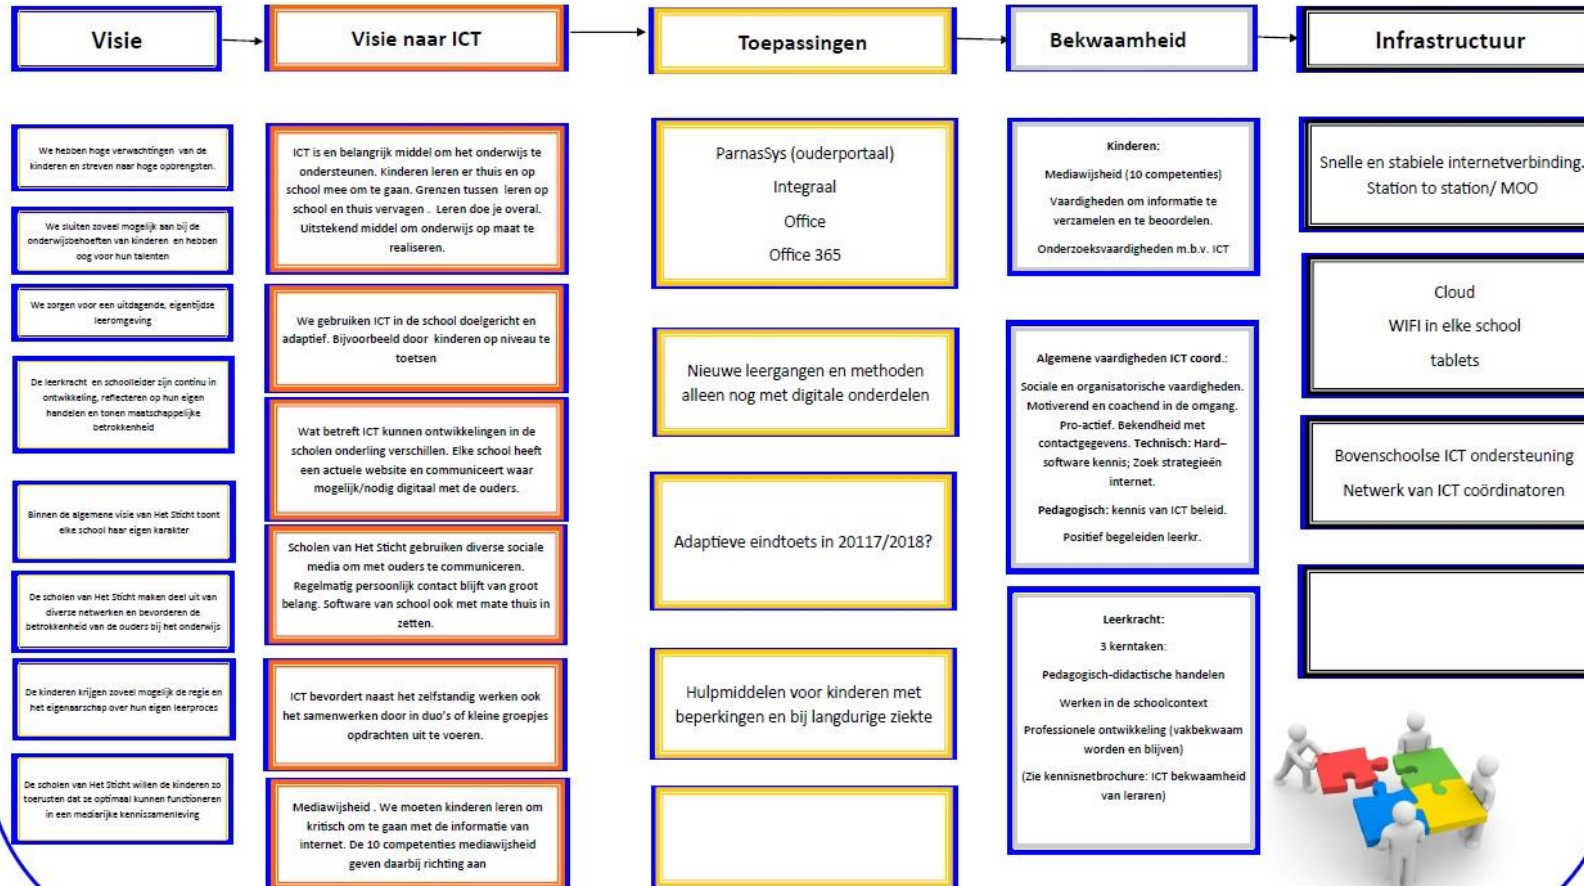 Visie
Visie naar ICT
Toepassingen
Bekwaamheid
Infrastructuur
We hebben hoge verwachtingen van de
kinderen en streven naar hoge opbrengsten.
We sluiten zoveel mogelijk aan bij de
onderwijsbehoeften van kinderen en hebben
oog voor hun talenten
We zorgen voor een uitdagende, eigentijdse
leeromgeving
De leerkracht en schoolleider zijn continu in
ontwikkeling, reflecteren op hun eigen
handelen en tonen maatschappelijke
betrokkenheid
Binnen de algemene visie van Het Sticht toont
elke school haar eigen karakter
De scholen van Het Sticht maken deel uit van
diverse netwerken en bevorderen de
betrokkenheid van de ouders bij het onderwijs
De kinderen krijgen zoveel mogelijk de regie en
het eigenaarschap over hun eigen leerproces
De scholen van Het Sticht willen de kinderen zo
toerusten dat ze optimaal kunnen functioneren
in een mediarijke kennissamenleving
ICT is en belangrijk middel om het onderwijs te
ondersteunen. Kinderen leren er thuis en op
school mee om te gaan. Grenzen tussen leren op
school en thuis vervagen . Leren doe je overal.
Uitstekend middel om onderwijs op maat te
realiseren.
We gebruiken ICT in de school doelgericht en
adaptief. Bijvoorbeeld door kinderen op niveau te
toetsen
Wat betreft ICT kunnen ontwikkelingen in de
scholen onderling verschillen. Elke school heeft
een actuele website en communiceert waar
mogelijk/nodig digitaal met de ouders.
Scholen van Het Sticht gebruiken diverse sociale
media om met ouders te communiceren.
Regelmatig persoonlijk contact blijft van groot
belang. Software van school ook met mate thuis in
zetten.
ICT bevordert naast het zelfstandig werken ook
het samenwerken door in duo's of kleine groepjes
opdrachten uit te voeren.
Mediawijsheid . We moeten kinderen leren om
kritisch om te gaan met de informatie van
internet. De 10 competenties mediawijsheid
geven daarbij richting aan
ParnasSys (ouderportaal)
Integraal
Office
Office 365
Nieuwe leergangen en methoden
alleen nog met digitale onderdelen
Adaptieve eindtoets in 20117/2018?
Hulpmiddelen voor kinderen met
beperkingen en bij langdurige ziekte
Kinderen:
Mediawijsheid (10 competenties)
Vaardigheden om informatie te
verzamelen en te beoordelen.
Onderzoeksvaardigheden m.b.v. ICT
Algemene vaardigheden ICT coord.:
Sociale en organisatorische vaardigheden.
Motiverend en coachend in de omgang.
Pro-actief. Bekendheid met
contactgegevens. Technisch: Hard–
software kennis; Zoek strategieën
internet.
Pedagogisch: kennis van ICT beleid.
Positief begeleiden leerkr.
Leerkracht:
3 kerntaken:
Pedagogisch-didactische handelen
Werken in de schoolcontext
Professionele ontwikkeling (vakbekwaam
worden en blijven)
(Zie kennisnetbrochure: ICT bekwaamheid
van leraren)
Snelle en stabiele internetverbinding.
Station to station/ MOO
Cloud
WIFI in elke school
tablets
Bovenschoolse ICT ondersteuning
Netwerk van ICT coördinatoren